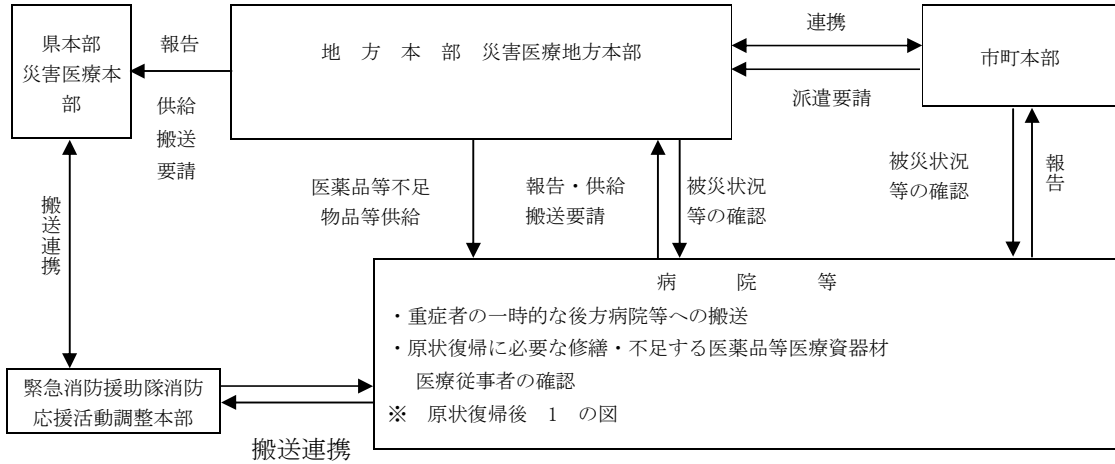 県本部
災害医療本
部
報告
供給
搬送
要請
地　方　本　部　災害医療地方本部
連携
派遣要請
市町本部
搬送連携
医薬品等不足
物品等供給
報告・供給
搬送要請
被災状況
等の確認
被災状況
等の確認
報告
病　　院　　等
・重症者の一時的な後方病院等への搬送
・原状復帰に必要な修繕・不足する医薬品等医療資器材
医療従事者の確認
※　原状復帰後　1　の図
緊急消防援助隊消防
応援活動調整本部
搬送連携